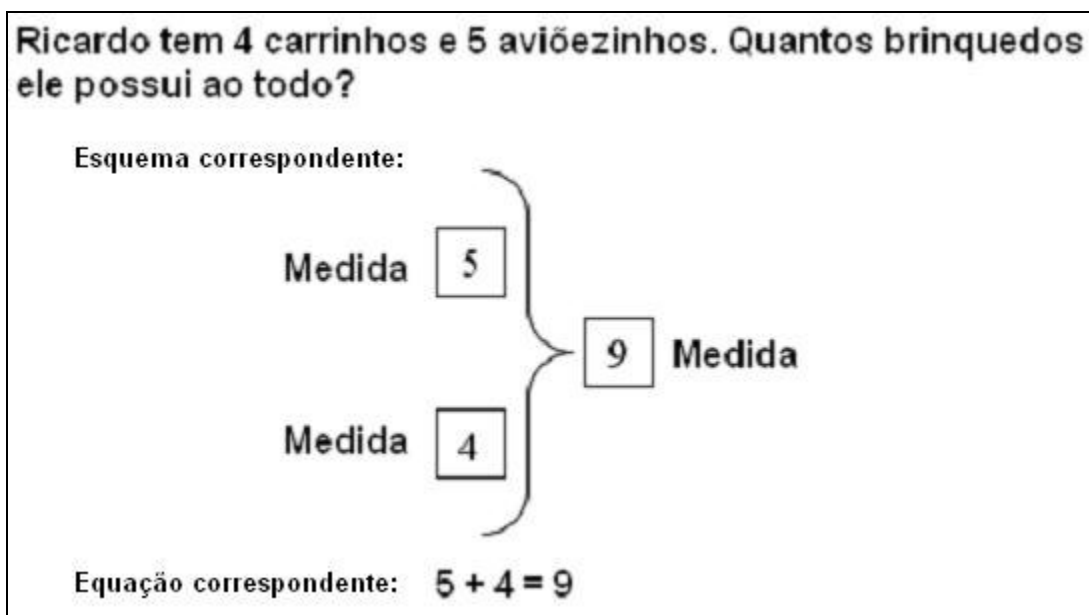 Ricardo tem 4 carrinhos e 5 aviõezinhos. Quantos brinquedos
ele possui ao todo?
Esquema correspondente:
Medida 5
9 Medida
Medida 4
Equação correspondente: 5 + 4 = 9